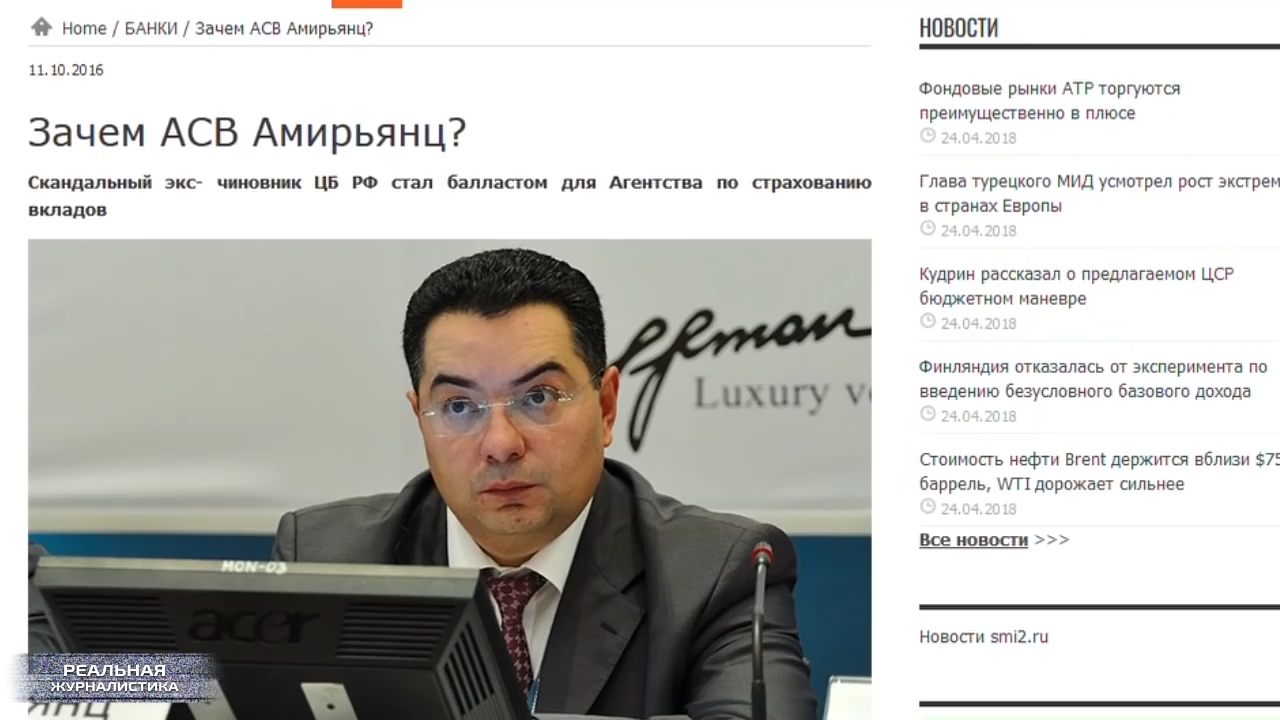 Home / БАНКИ / Зачем АСВ Амирьянц?
11.10.2016
Зачем АСВ Амирьянц?
Скандальный экс- чиновник ЦБ РФ стал балластом для Агентства по страхованию
вкладов
Luxury
MON-03
acer
РЕАЛЬНАЯ
ЖУРНАЛИСТИКА
НОВОСТИ
Фондовые рынки АТР торгуются
преимущественно в плюсе
24.04.2018
Глава турецкого МИД усмотрел рост экстрем
в странах Европы
24.04.2018
Кудрин рассказал о предлагаемом ЦСР
бюджетном маневре
24.04.2018
Финляндия отказалась от эксперимента по
введению безусловного базового дохода
24.04.2018
Стоимость нефти Brent держится вблизи $75
баррель, WTI дорожает сильнее
24.04.2018
Все новости >>>
Новости smi2.ru